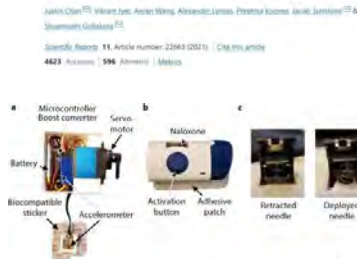 Justin Chan, Vikram Iyer, Anran Wang, Alexander Lyness, Preetma Kooner, Jacob Sunshine &
Shyamnath Gollakota
Scientific Reports 11, Article number: 22663 (2021) Cite this article
4623 Accesses 596 Altmetric Metrics
a
b
c
Microcontroller
Boost converter
Servo
motor
Naloxone
Battery
Biocompatible
sticker
Accelerometer
Activation
button
Adhesive
patch
Retracted
needle
Deployed
needle